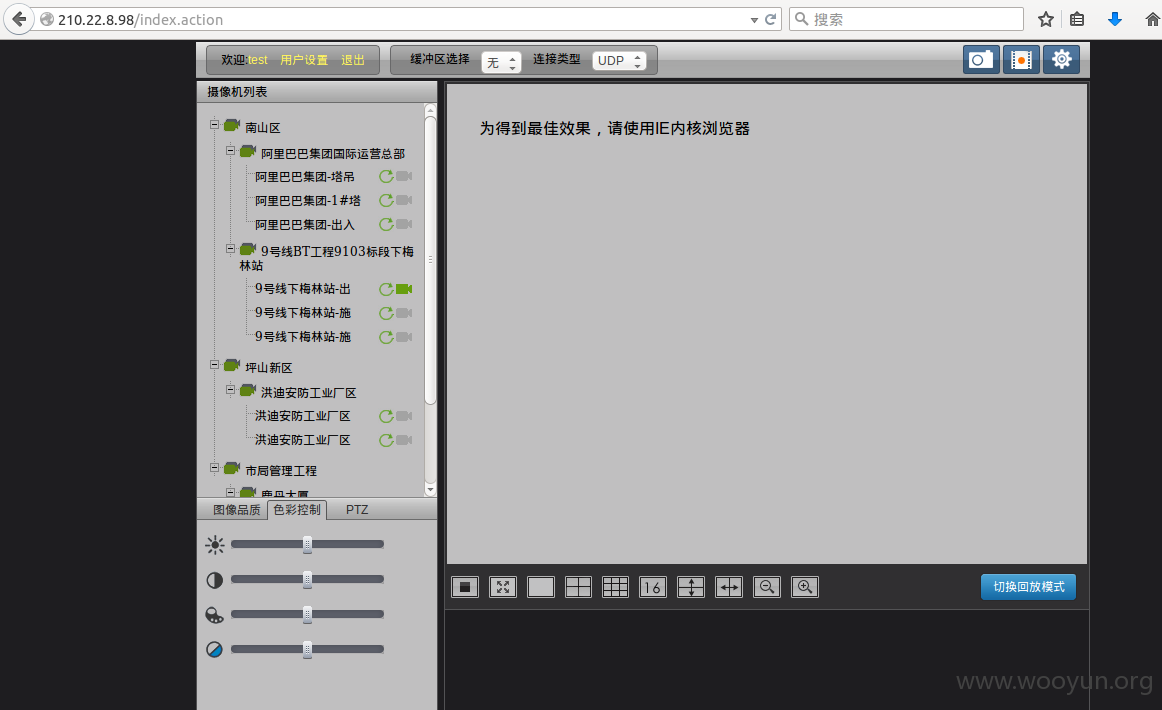 210.22.8.98/index.action
搜索
欢迎:test 用户设置 退出 缓冲区选择 无 连接类型 UDP
摄像机列表
南山区
阿里巴巴集团国际运营总部
阿里巴巴集团-塔吊
阿里巴巴集团-1#塔
阿里巴巴集团-出入
9号线BT工程9103标段下梅
林站
9号线下梅林站-出
9号线下梅林站-施
9号线下梅林站-施
坪山新区
洪迪安防工业厂区
洪迪安防工业厂区
洪迪安防工业厂区
市局管理工程
鹿丹大厦
图像品质 色彩控制 PTZ
为得到最佳效果，请使用IE内核浏览器
16
切换回放模式
www.wooyun.org